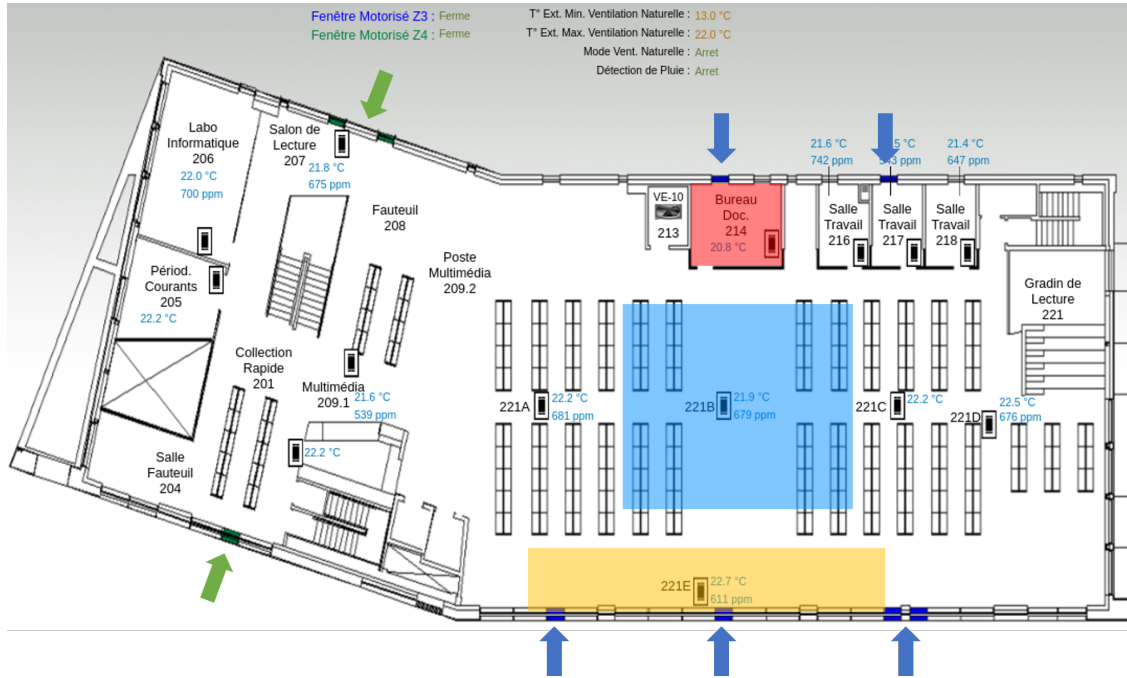 Fenêtre Motorisé Z3 : Ferme
Fenêtre Motorisé Z4 : Ferme
T° Ext. Min. Ventilation Naturelle : 13.0 °C
T° Ext. Max. Ventilation Naturelle : 22.0 °C
Mode Vent. Naturelle : Arret
Détection de Pluie : Arret
Labo
Informatique
206
22.0 °C
700 ppm
Salon de
Lecture
207
21.8 °C
675 ppm
Fauteuil
208
Poste
Multimédia
209.2
VE-10
213
Bureau
Doc.
214
20.8 °C
21.6 °C
742 ppm
Salle
Travail
216
Salle
Travail
217
21.4 °C
647 ppm
Salle
Travail
218
Gradin de
Lecture
221
Périod.
Courants
205
22.2 °C
Collection
Rapide
201
Multimédia
209.1
21.6 °C
539 ppm
22.2 °C
Salle
Fauteuil
204
221A
22.2 °C
681 ppm
221B
21.9 °C
679 ppm
221C
22.2 °C
221D
22.5 °C
676 ppm
221E
22.7 °C
611 ppm